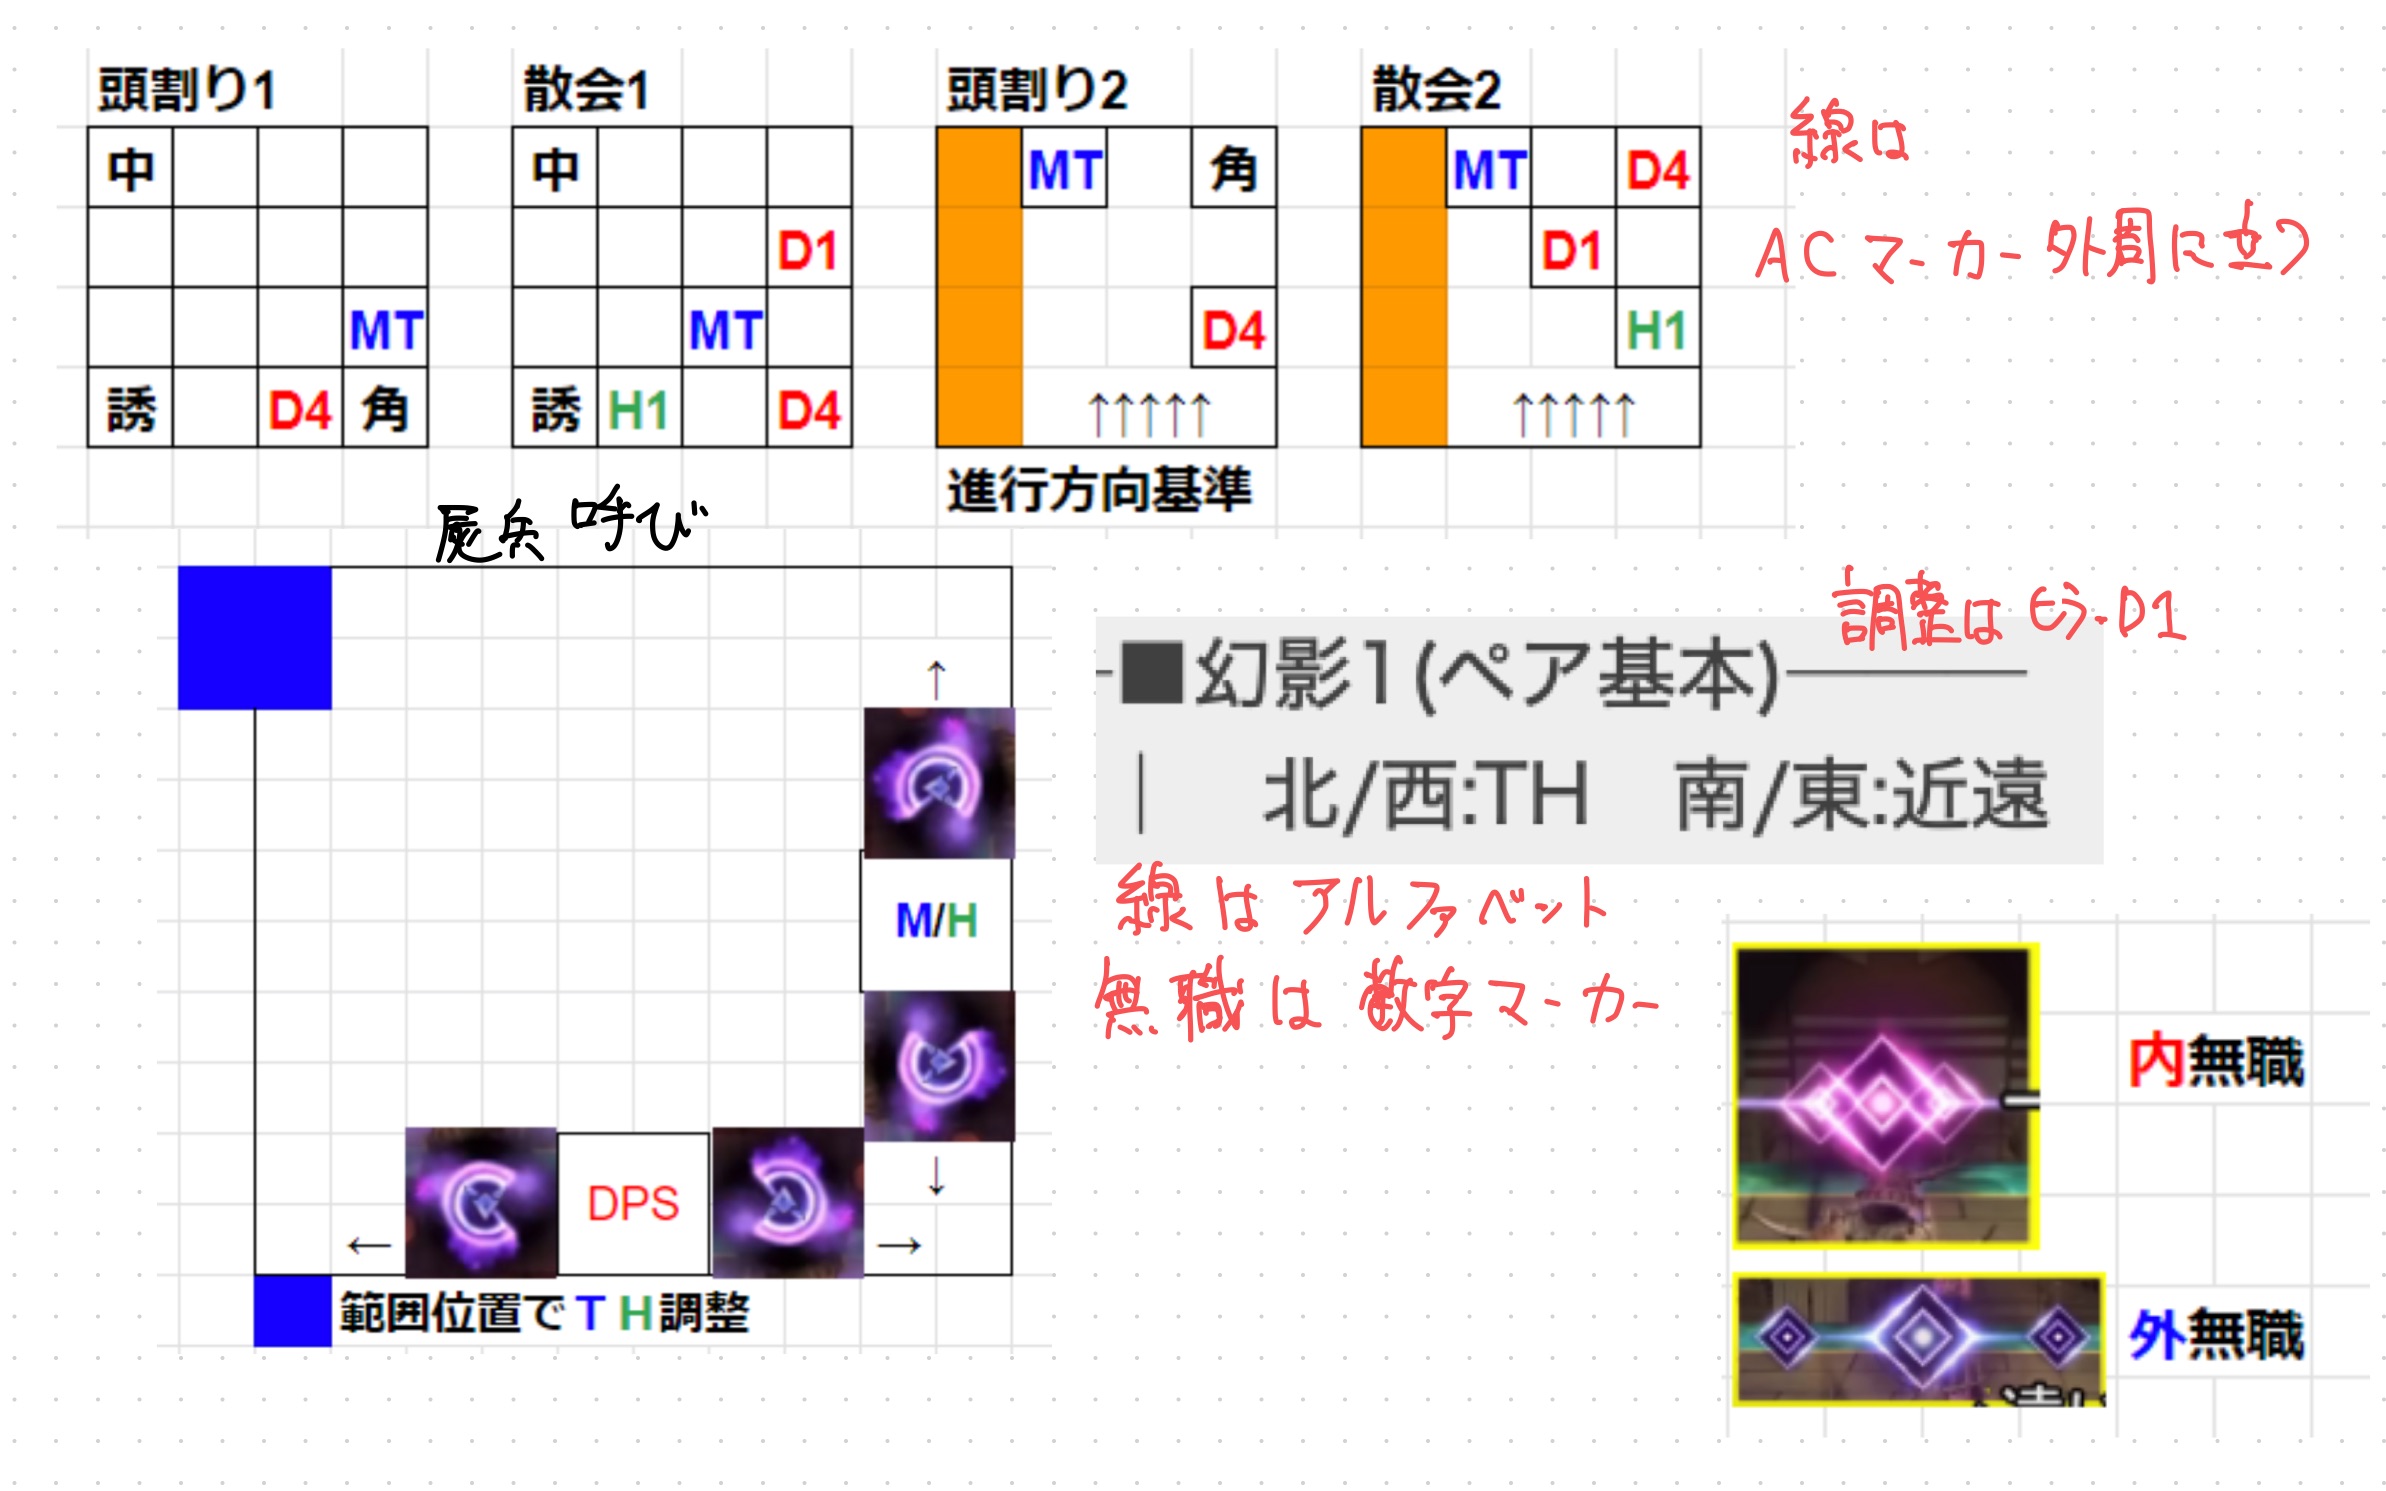 頭割り1
中
MT
誘 D4 角
散会1
中
D1
MT
誘 H1 D4
頭割り2
MT 角
D4
↑↑↑↑↑
進行方向基準
散会2
MT D4
D1
H1
↑↑↑↑↑
線は
ACマーカー外周に立つ
呼び
↑
M/H
↓
← DPS →
範囲位置でTH調整
調整はヒラ-D1
■幻影1(ペア基本)
北/西:TH 南/東:近遠
線はアルファベット
無職は数字マーカー
内無職
外無職